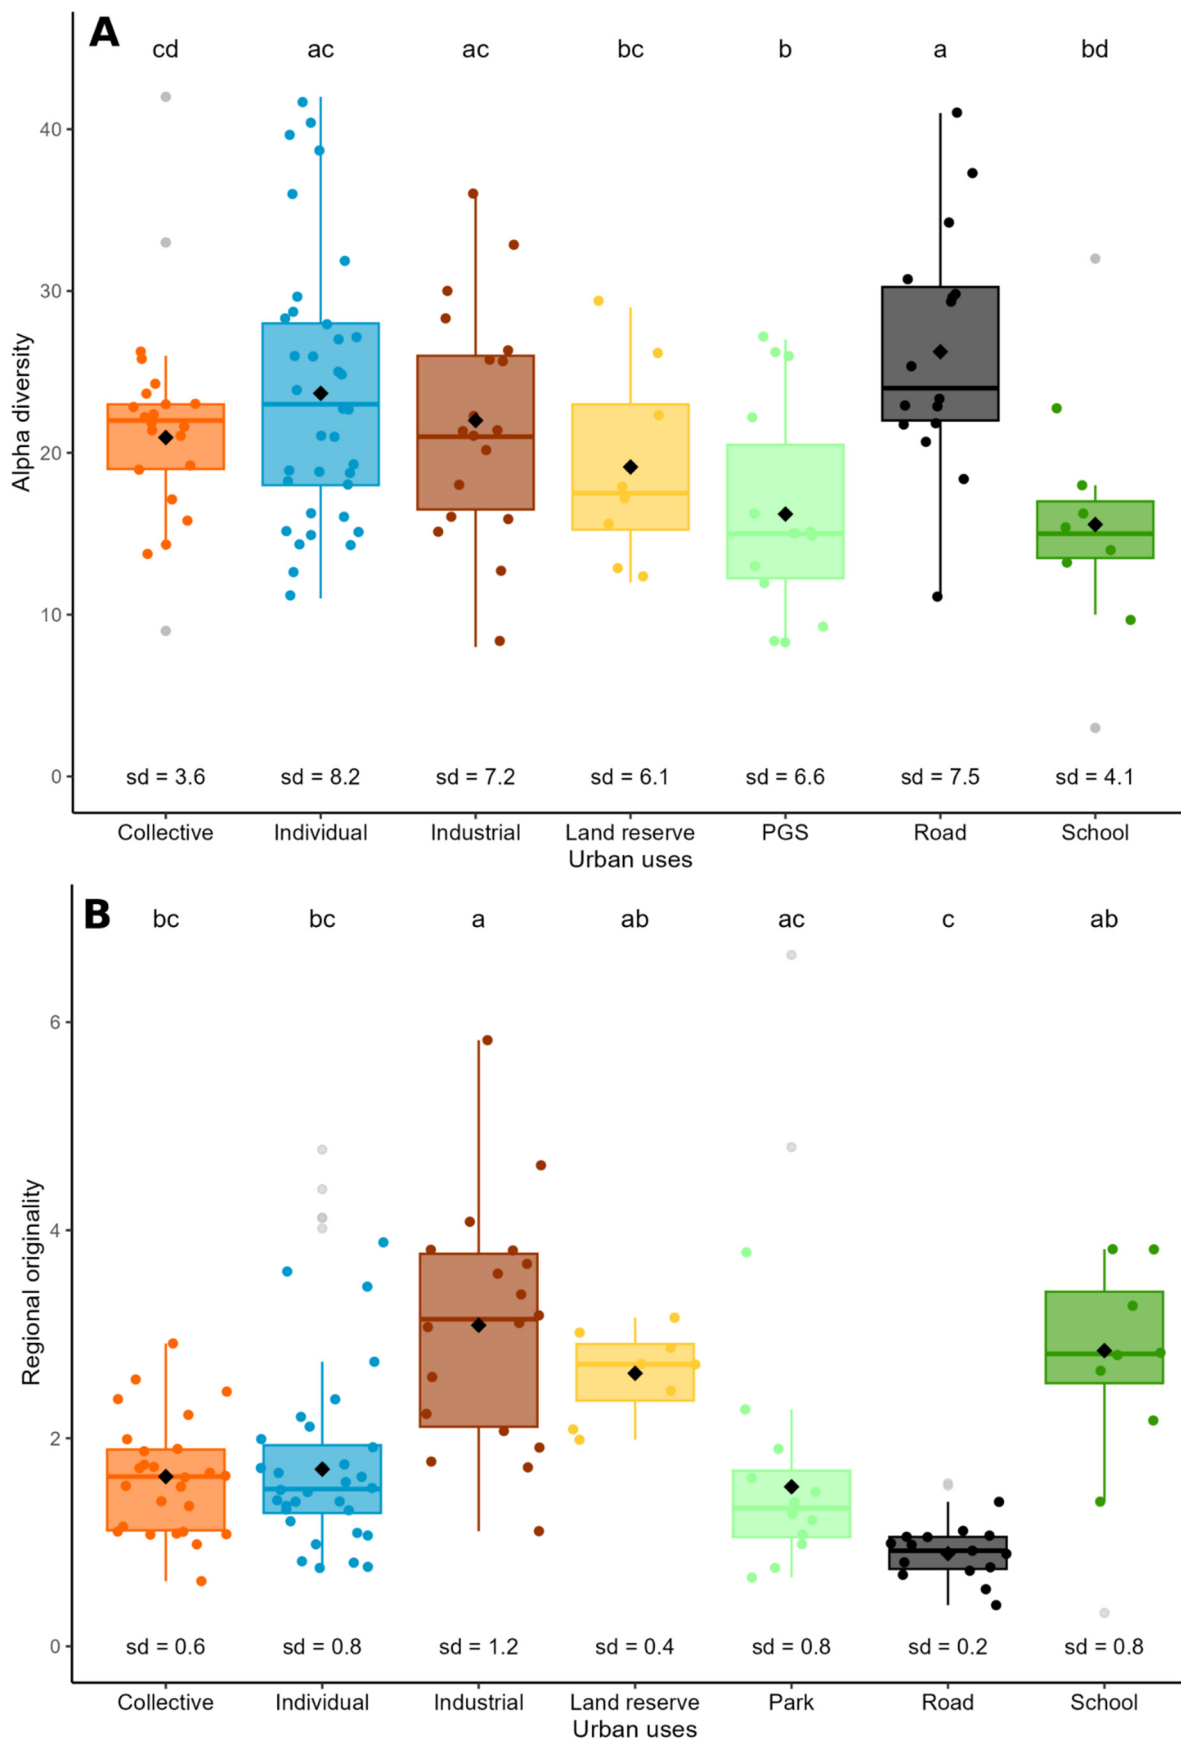 A
cd ac ac bc b a bd
40
30
Alpha diversity
20
10
0
sd = 3.6 sd = 8.2 sd = 7.2 sd = 6.1 sd = 6.6 sd = 7.5 sd = 4.1
Collective Individual Industrial Land reserve PGS Road School
Urban uses
B
bc bc a ab ac c ab
6
4
Regional originality
2
0
sd = 0.6 sd = 0.8 sd = 1.2 sd = 0.4 sd = 0.8 sd = 0.2 sd = 0.8
Collective Individual Industrial Land reserve Park Road School
Urban uses